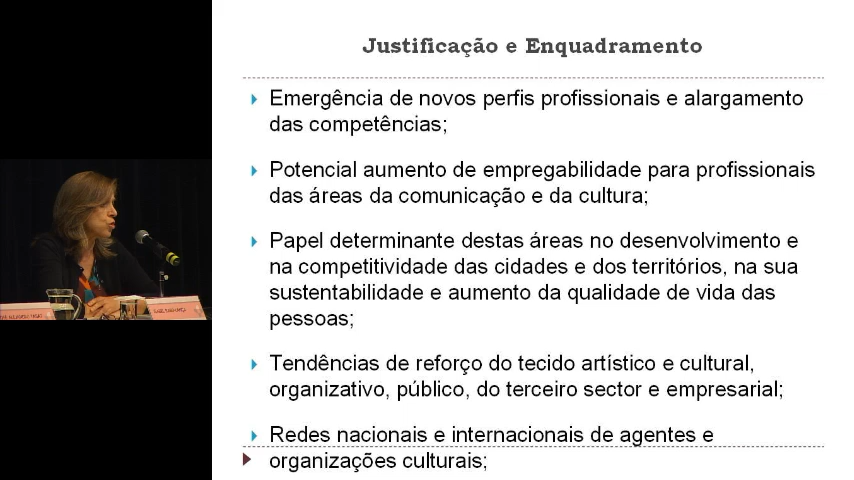 Justificação e Enquadramento
Emergência de novos perfis profissionais e alargamento
das competências;
Potencial aumento de empregabilidade para profissionais
das áreas da comunicação e da cultura;
Papel determinante destas áreas no desenvolvimento e
na competitividade das cidades e dos territórios, na sua
sustentabilidade e aumento da qualidade de vida das
pessoas;
Tendências de reforço do tecido artístico e cultural,
organizativo, público, do terceiro sector e empresarial;
Redes nacionais e internacionais de agentes e
organizações culturais;